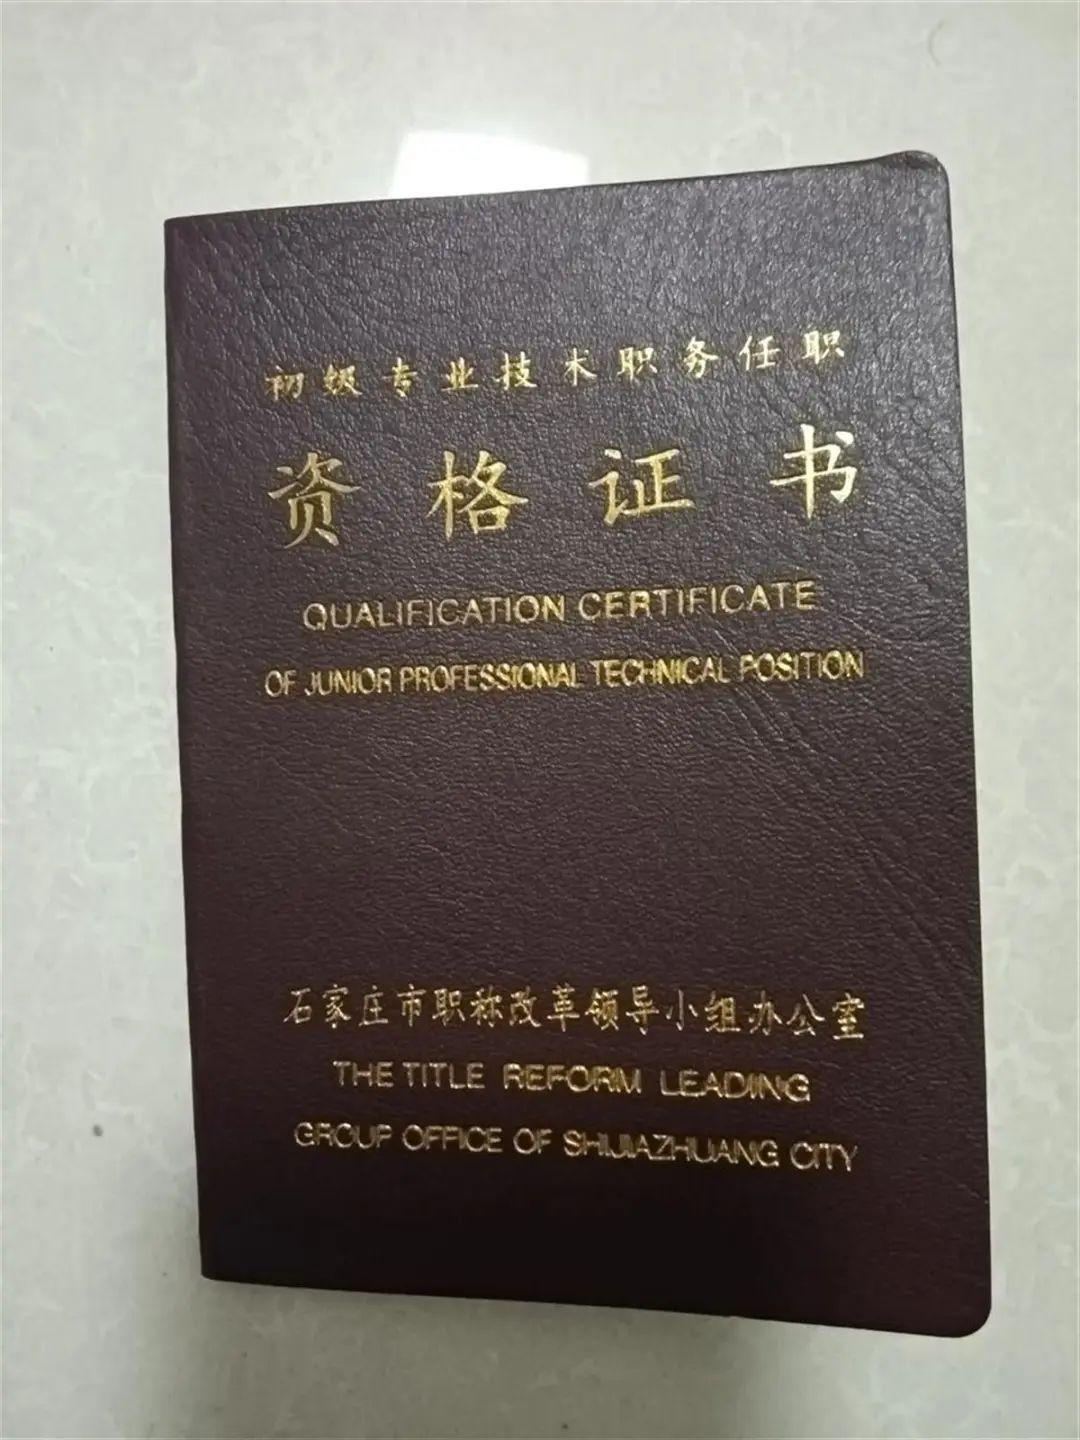 初级专业技术职务任职
资格证书
QUALIFICATION CERTIFICATE
OF JUNIOR PROFESSIONAL TECHNICAL POSITION
石家庄市职称改革领导小组办公室
THE TITLE REFORM LEADING
GROUP OFFICE OF SHIJIAZHUANG CITY